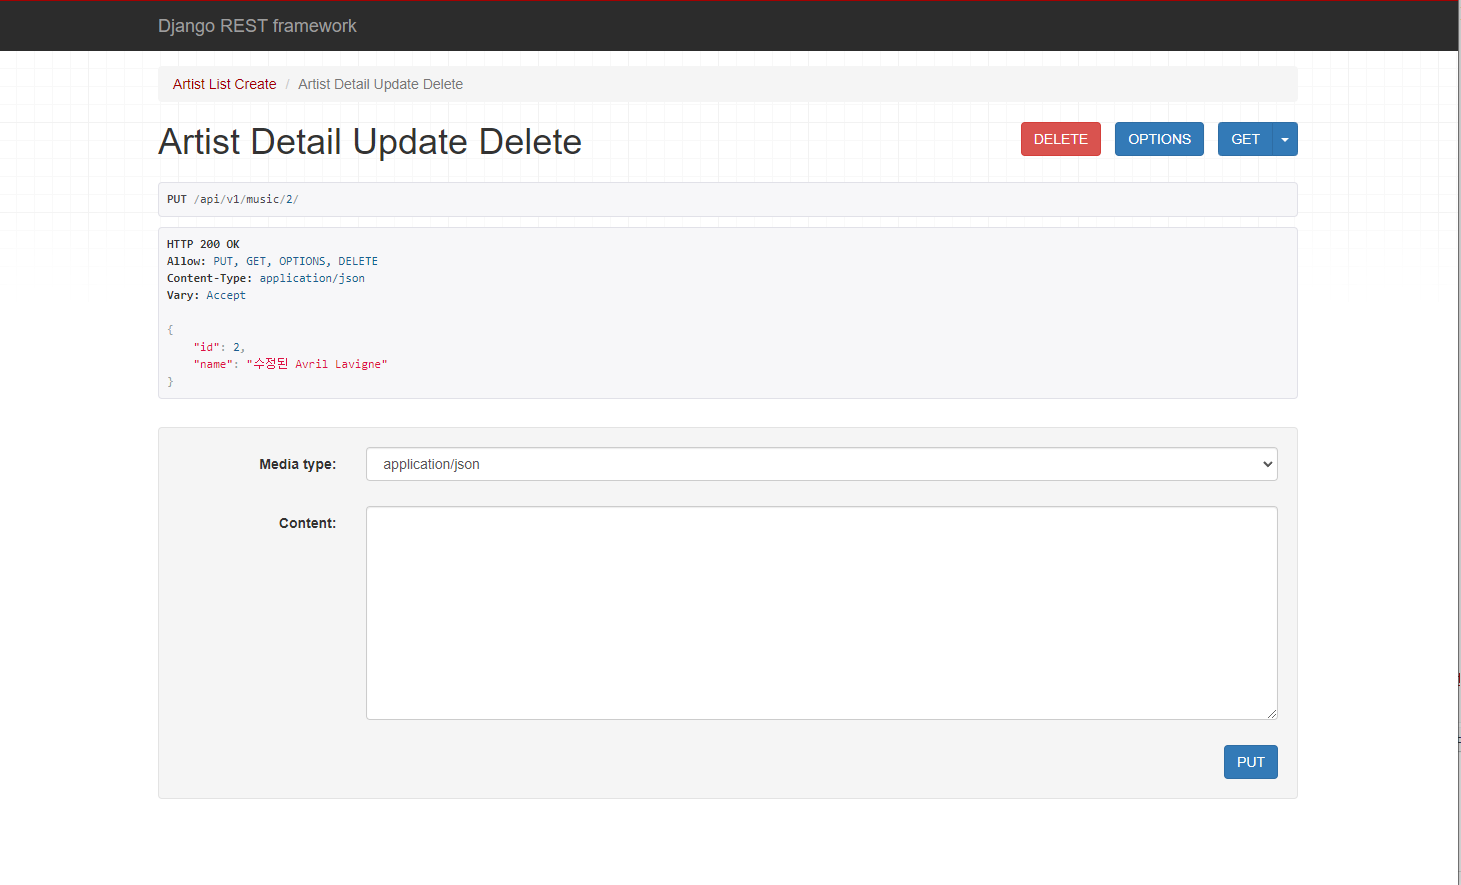 Django REST framework
Artist List Create / Artist Detail Update Delete
Artist Detail Update Delete
DELETE
OPTIONS
GET
PUT /api/v1/music/2/
HTTP 200 OK
Allow: PUT, GET, OPTIONS, DELETE
Content-Type: application/json
Vary: Accept
{
"id": 2,
"name": "수정된 Avril Lavigne"
}
Media type:
application/json
Content:
PUT